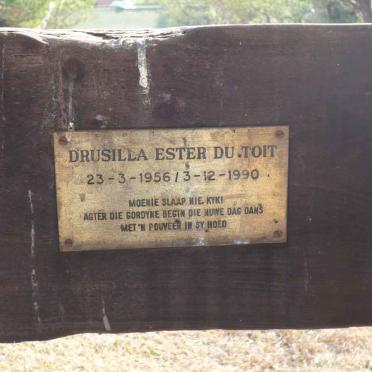 DRUSILLA ESTER DU TOIT
23-3-1956/3-12-1990
MOENIE SLAAP NIE KYK!
AGTER DIE GORDYNE BEGIN DIE NUWE DAG DANS
MET 'N POUVEER IN SY HOED